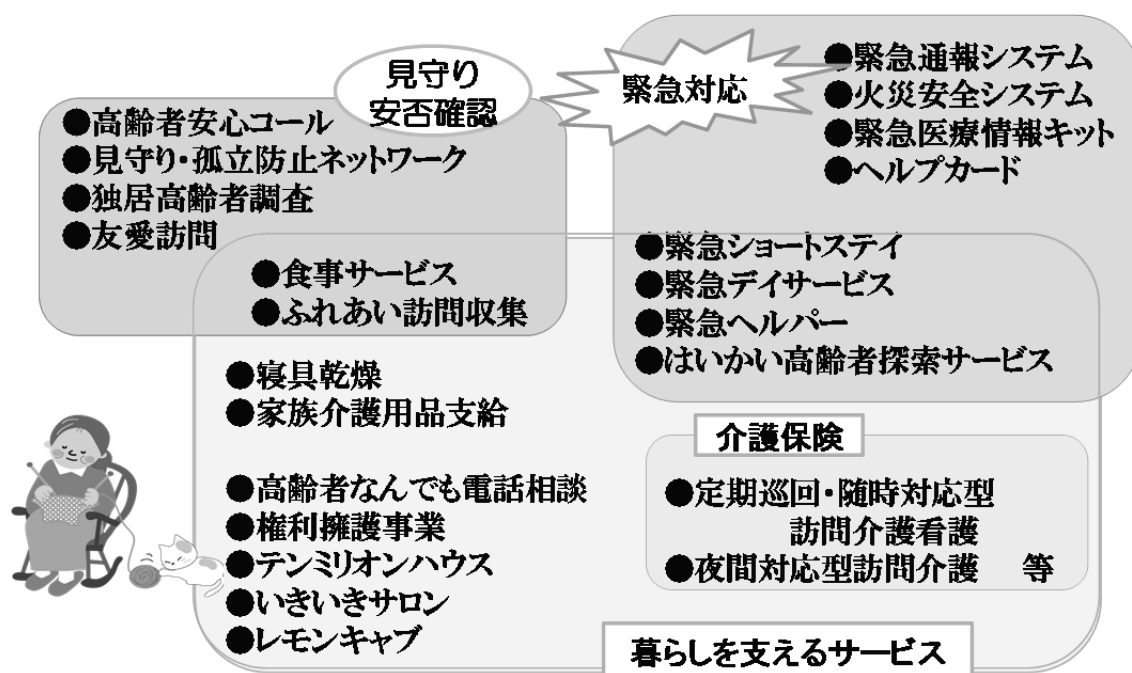 見守り
安否確認
●高齢者安心コール
●見守り・孤立防止ネットワーク
●独居高齢者調査
●友愛訪問
●食事サービス
●ふれあい訪問収集
緊急対応
●緊急通報システム
●火災安全システム
●緊急医療情報キット
●ヘルプカード
●緊急ショートステイ
●緊急デイサービス
●緊急ヘルパー
●はいかい高齢者探索サービス
●寝具乾燥
●家族介護用品支給
●高齢者なんでも電話相談
●権利擁護事業
●テンミリオンハウス
●いきいきサロン
●レモンキャブ
介護保険
●定期巡回・随時対応型
訪問介護看護
●夜間対応型訪問介護　等
暮らしを支えるサービス